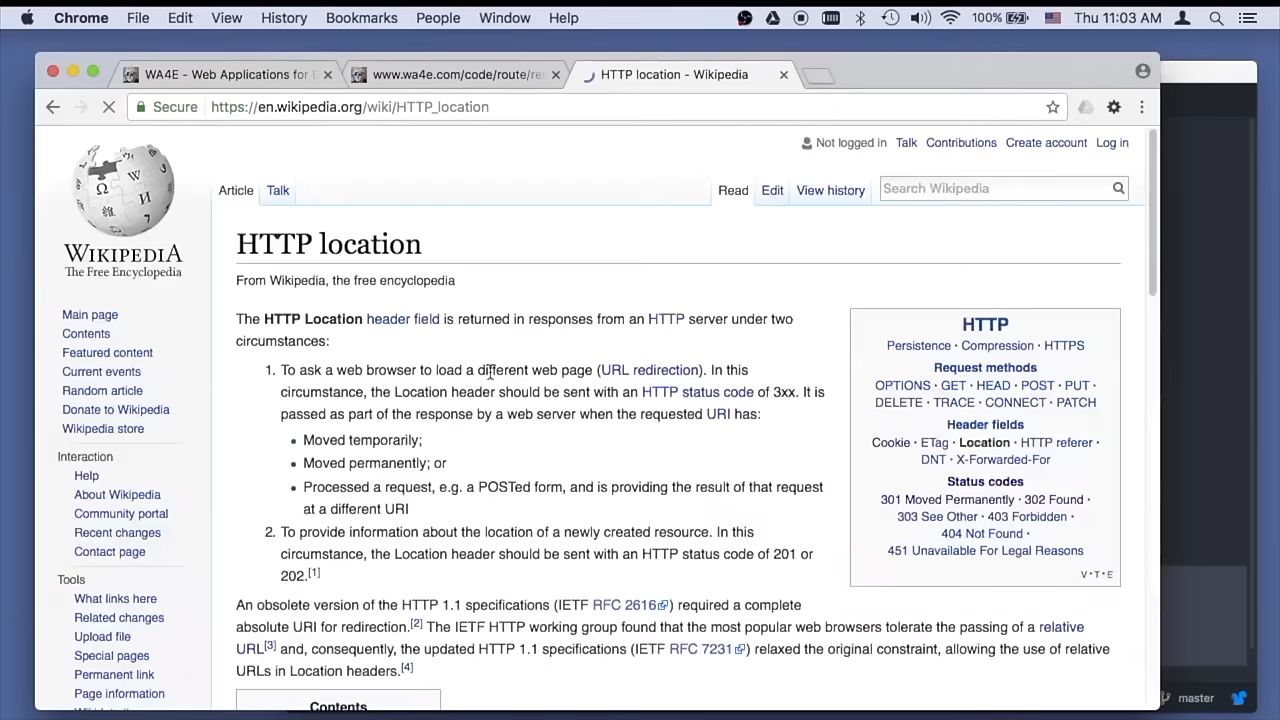 Chrome File Edit View History Bookmarks People Window Help 100% Thu 11:03 AM
WA4E - Web Applications for E
www.wa4e.com/code/route/re
HTTP location - Wikipedia
Secure https://en.wikipedia.org/wiki/HTTP_location
Not logged in Talk Contributions Create account Log in
Article Talk Read Edit View history Search Wikipedia
WIKIPEDIA
The Free Encyclopedia
Main page
Contents
Featured content
Current events
Random article
Donate to Wikipedia
Wikipedia store
Interaction
Help
About Wikipedia
Community portal
Recent changes
Contact page
Tools
What links here
Related changes
Upload file
Special pages
Permanent link
Page information
HTTP location
From Wikipedia, the free encyclopedia
The HTTP Location header field is returned in responses from an HTTP server under two
circumstances:
1. To ask a web browser to load a different web page (URL redirection). In this
circumstance, the Location header should be sent with an HTTP status code of 3xx. It is
passed as part of the response by a web server when the requested URI has:
• Moved temporarily;
• Moved permanently; or
• Processed a request, e.g. a POSTed form, and is providing the result of that request
at a different URI
2. To provide information about the location of a newly created resource. In this
circumstance, the Location header should be sent with an HTTP status code of 201 or
202.[1]
An obsolete version of the HTTP 1.1 specifications (IETF RFC 2616) required a complete
absolute URI for redirection.[2] The IETF HTTP working group found that the most popular web browsers tolerate the passing of a relative
URL[3] and, consequently, the updated HTTP 1.1 specifications (IETF RFC 7231) relaxed the original constraint, allowing the use of relative
URLs in Location headers.[4]
Contents
HTTP
Persistence · Compression · HTTPS
Request methods
OPTIONS · GET · HEAD · POST · PUT ·
DELETE · TRACE · CONNECT · PATCH
Header fields
Cookie · ETag · Location · HTTP referer ·
DNT · X-Forwarded-For
Status codes
301 Moved Permanently · 302 Found ·
303 See Other · 403 Forbidden ·
404 Not Found ·
451 Unavailable For Legal Reasons
V·T·E
master